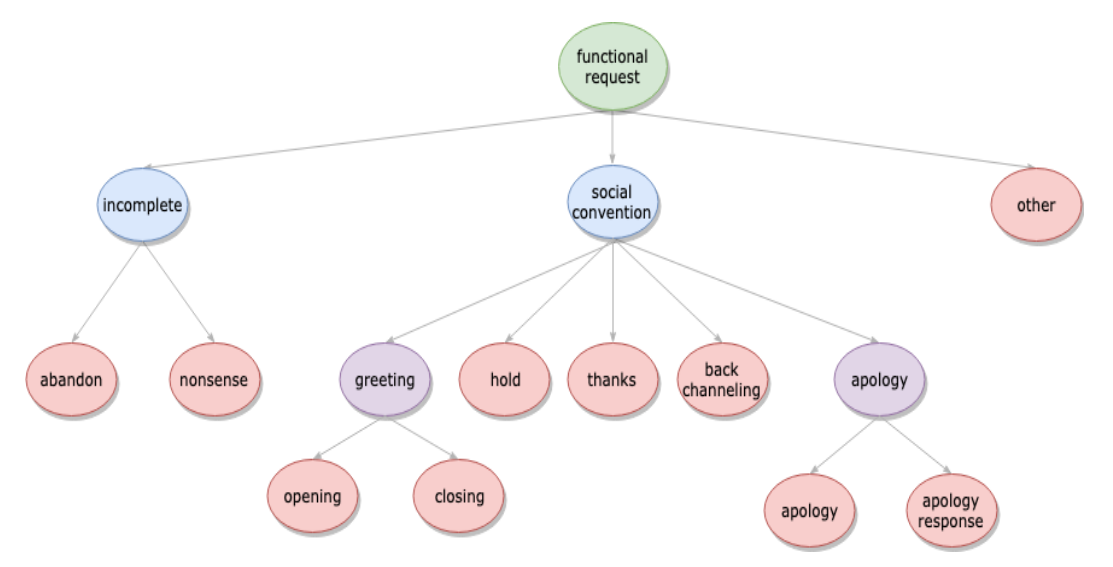 functional
request
incomplete
social
convention
other
abandon
nonsense
greeting
hold
thanks
back
channeling
apology
opening
closing
apology
apology
response